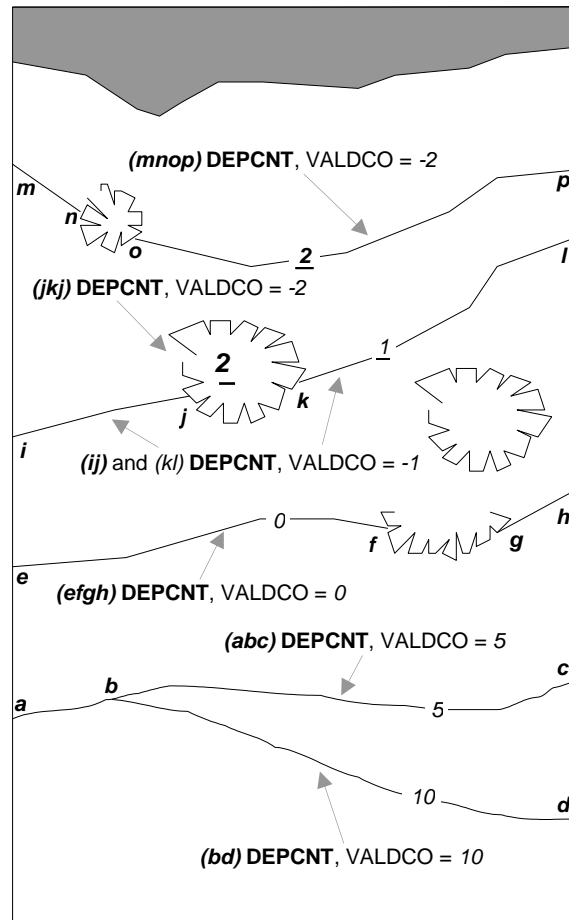 (mnop) DEPCNT, VALDCO = -2
m
p
n
o
2
l
(jkj) DEPCNT, VALDCO = -2
2
1
k
j
i
(ij) and (kl) DEPCNT, VALDCO = -1
h
0
f
g
e
(efgh) DEPCNT, VALDCO = 0
(abc) DEPCNT, VALDCO = 5
c
b
a
5
10
d
(bd) DEPCNT, VALDCO = 10